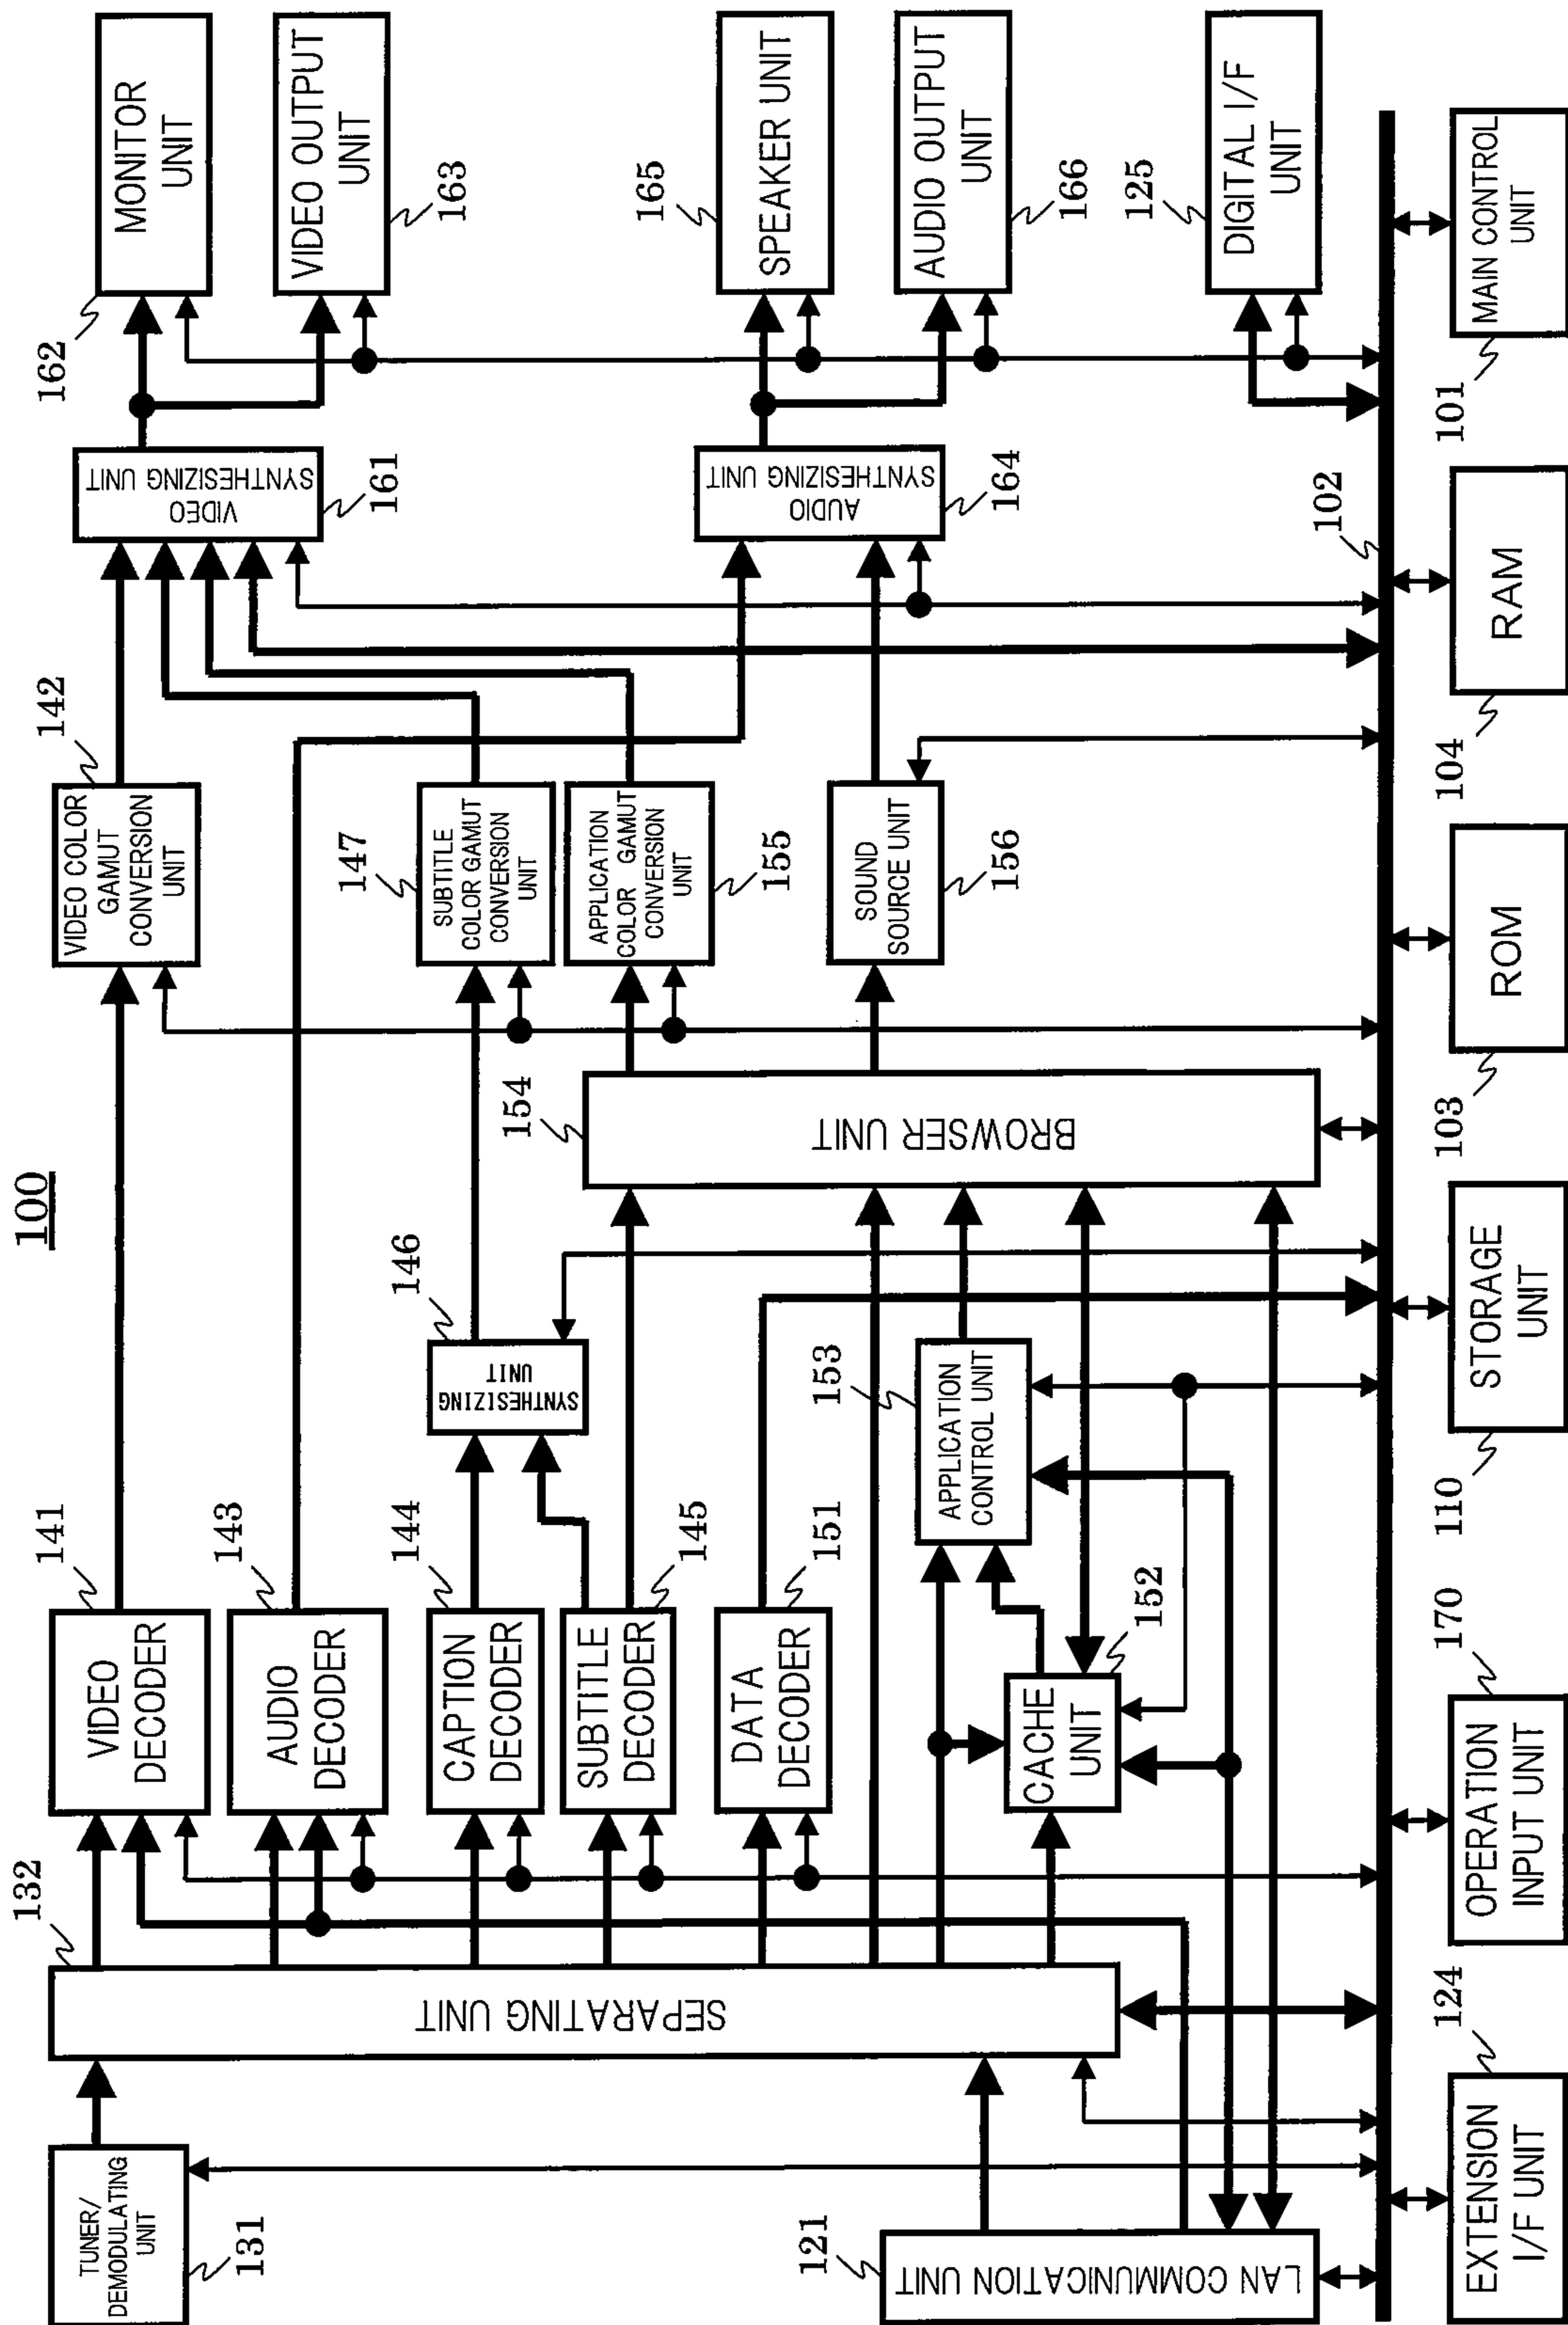 100
TUNER/
DEMODULATING
UNIT
131
LAN COMMUNICATION UNIT
121
SEPARATING UNIT
132
VIDEO
DECODER
141
AUDIO
DECODER
143
CAPTION
DECODER
144
SUBTITLE
DECODER
145
DATA
DECODER
151
CACHE
UNIT
152
APPLICATION
CONTROL UNIT
153
SYNTHESIZING
UNIT
146
BROWSER UNIT
154
VIDEO COLOR
GAMUT
CONVERSION
UNIT
142
SUBTITLE
COLOR GAMUT
CONVERSION
UNIT
147
APPLICATION
COLOR GAMUT
CONVERSION
UNIT
155
SOUND
SOURCE UNIT
156
VIDEO
SYNTHESIZING UNIT
161
AUDIO
SYNTHESIZING UNIT
164
MONITOR
UNIT
162
VIDEO OUTPUT
UNIT
163
SPEAKER UNIT
165
AUDIO OUTPUT
UNIT
166
DIGITAL I/F
UNIT
125
102
EXTENSION
I/F UNIT
124
OPERATION
INPUT UNIT
170
STORAGE
UNIT
110
ROM
103
RAM
104
MAIN CONTROL
UNIT
101